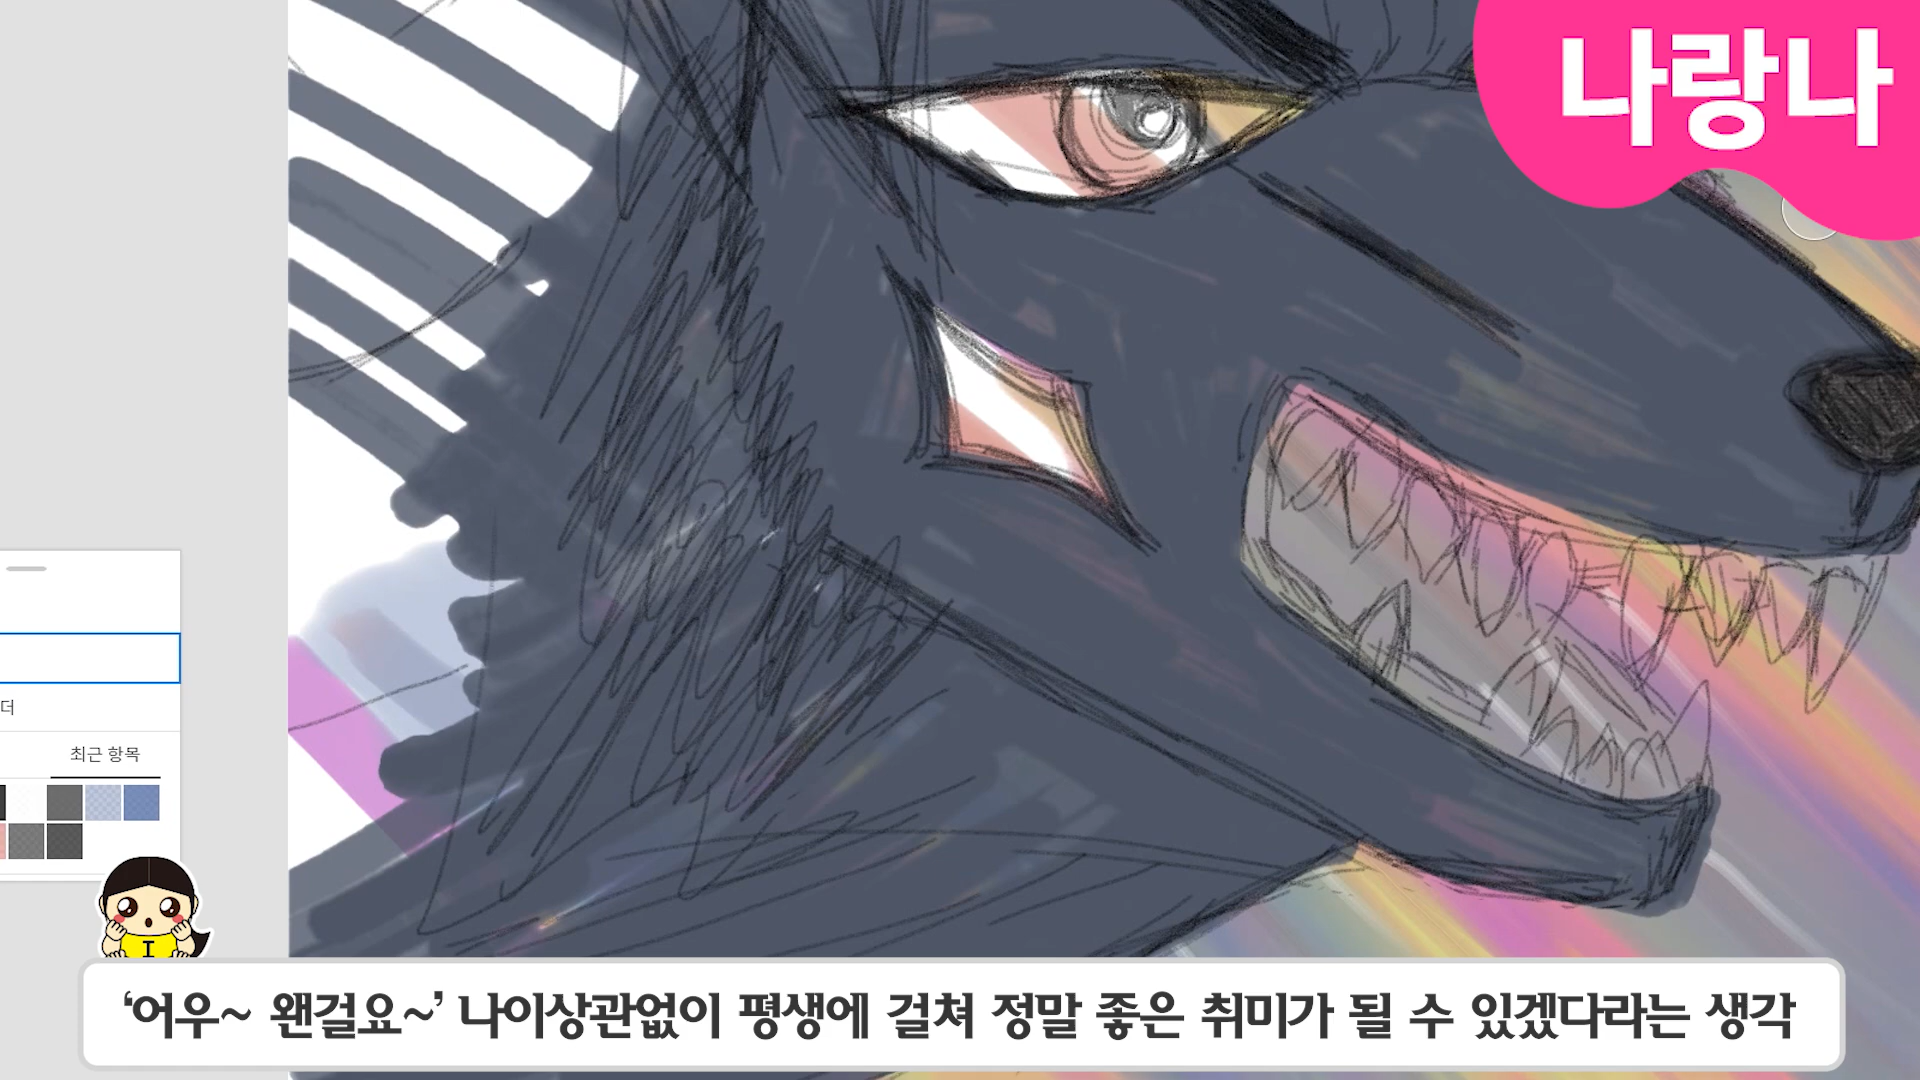 나랑나
더
최근 항목
I
‘어우~ 왠걸요~’ 나이상관없이 평생에 걸쳐 정말 좋은 취미가 될 수 있겠다라는 생각